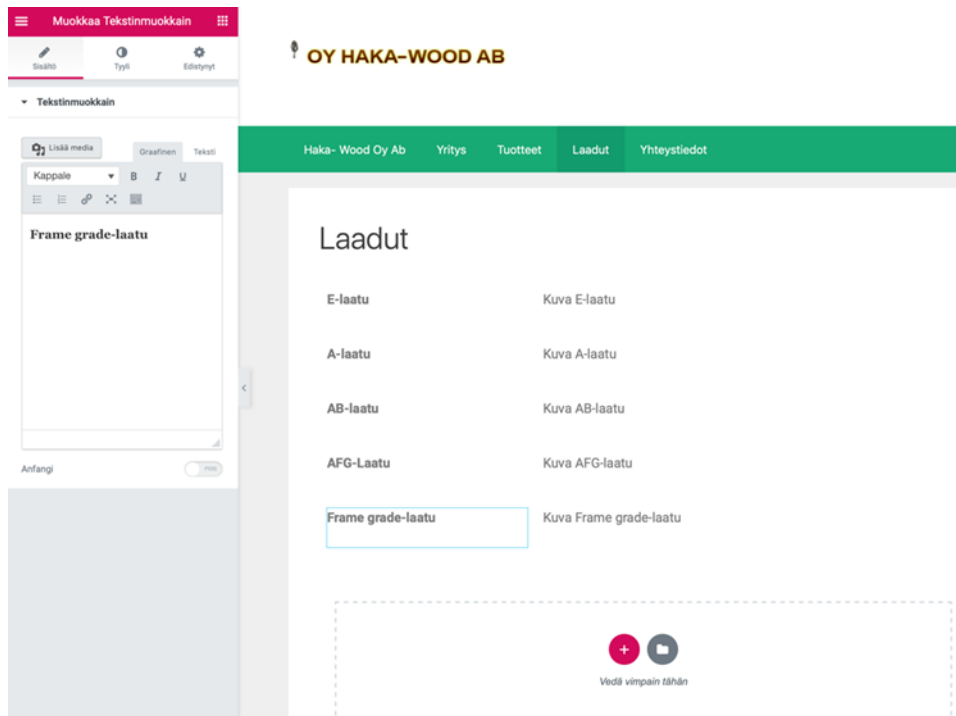 Muokkaa Tekstinmuokkain
Sisältö Tyyli Edistynyt
Tekstinmuokkain
Lisää media Graafinen Teksti
Kappale B I U
Frame grade-laatu
Anfangi
OY HAKA-WOOD AB
Haka- Wood Oy Ab Yritys Tuotteet Laadut Yhteystiedot
Laadut
E-laatu Kuva E-laatu
A-laatu Kuva A-laatu
AB-laatu Kuva AB-laatu
AFG-Laatu Kuva AFG-laatu
Frame grade-laatu Kuva Frame grade-laatu
Vedä vimpain tähän